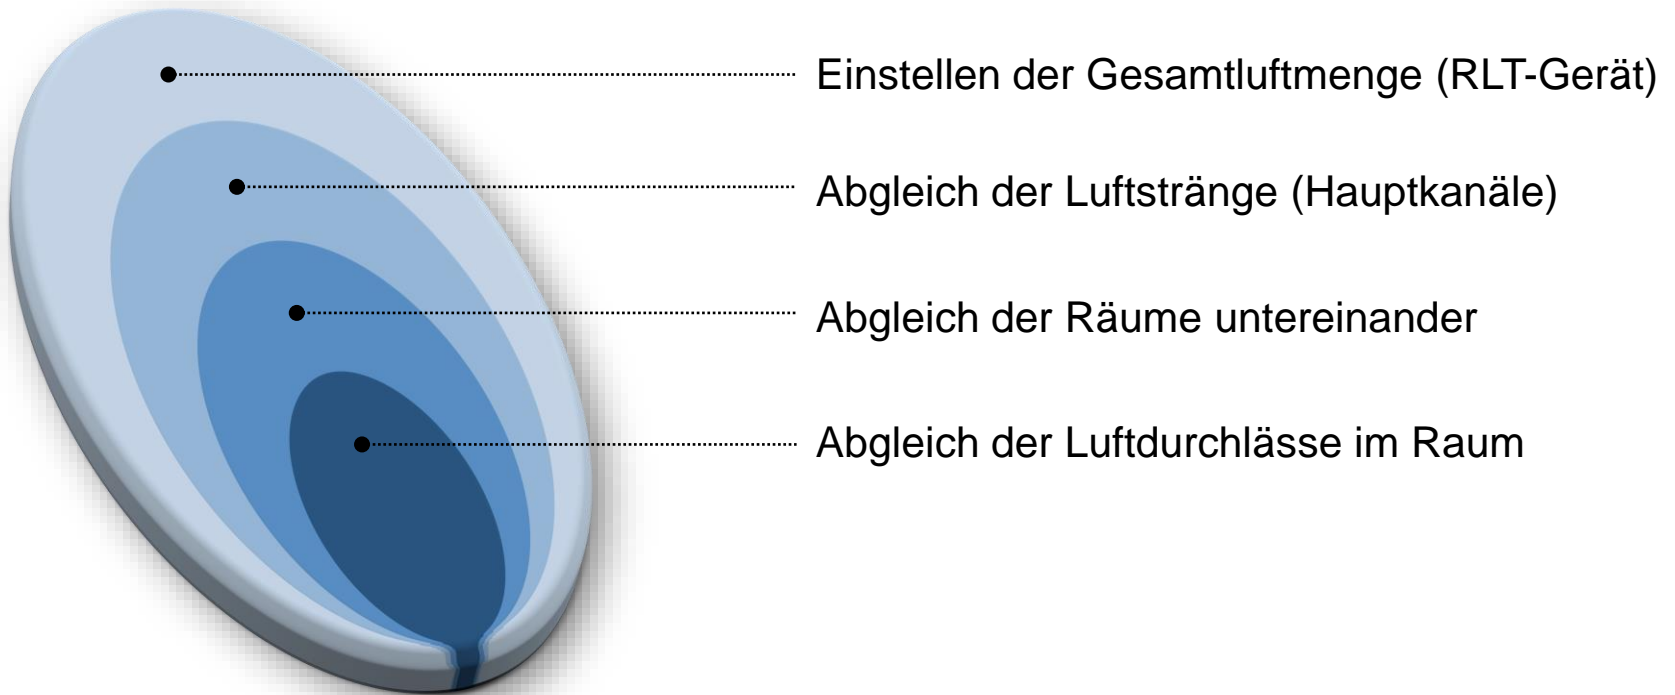 Einstellen der Gesamtluftmenge (RLT-Gerät)
Abgleich der Luftstränge (Hauptkanäle)
Abgleich der Räume untereinander
Abgleich der Luftdurchlässe im Raum